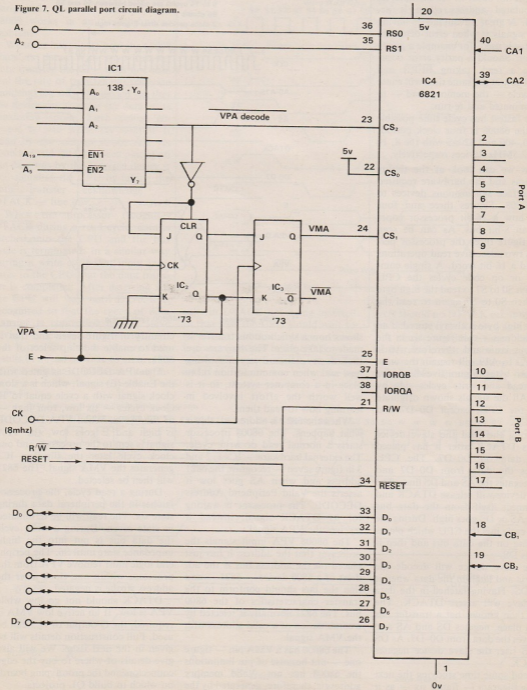 Figure 7. QL parallel port circuit diagram.
20
5v
A₁
36
RS0
A₂
35
RS1
40
CA1
IC1
39
CA2
A₀ 138 Y₀
A₁
A₂
IC4
6821
VPA decode
23
CS₂
2
5v
3
A₁₉
EN1
22
CS₀
4
A₅
EN2
5
Y₇
6
Port A
CLR
7
J Q
J Q
VMA
24
CS₁
8
9
CK
IC₂
IC₃
K Q
K Q
VMA
'73
'73
VPA
E
25
E
37
IORQB
10
38
IORQA
11
CK
(8mhz)
21
R/W
12
13
Port B
R/W
14
RESET
15
16
34
RESET
17
D₀
33
D₀
32
D₁
18
CB₁
31
D₂
30
D₃
19
CB₂
29
D₄
28
D₅
27
D₆
D₇
26
D₇
1
0v